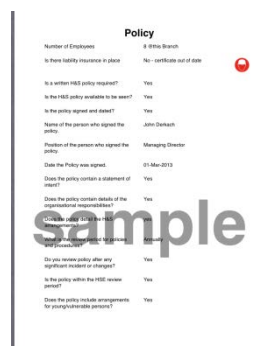 Policy
Number of Employees 8 @this Branch
Is there liability insurance in place No - certificate out of date
Is a written H&S policy required? Yes
Is the H&S policy available to be seen? Yes
Is the policy signed and dated? Yes
Name of the person who signed the John Derkach
policy.
Position of the person who signed the Managing Director
policy.
Date the Policy was signed. 01-Mar-2013
Does the policy contain a statement of Yes
intent?
Does the policy contain details of the Yes
organisational responsibilities?
Does the policy detail the H&S Yes
arrangements?
sample
What is the review period for policies Annually
and procedures?
Do you review policy after any Yes
significant incident or changes?
Is the policy within the HSE review Yes
period?
Does the policy include arrangements Yes
for young/vulnerable persons?